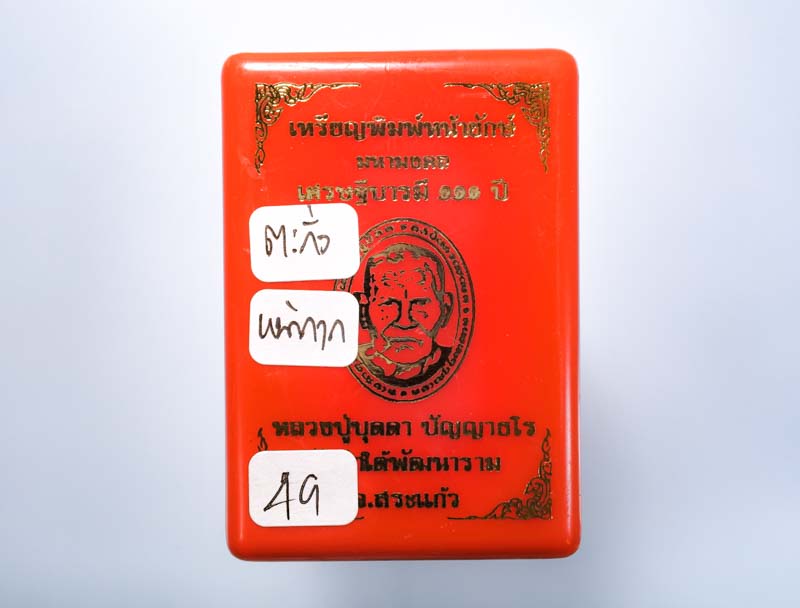 เหรียญพิมพ์หน้ายักษ์
มหามงคล
เศรษฐีบารมี ๑๑๑ ปี
ตะกั่ว
หน้ากาก
หลวงปู่บุดดา ปัญญาธโร
ใต้พัฒนาราม
49
จ.สระแก้ว